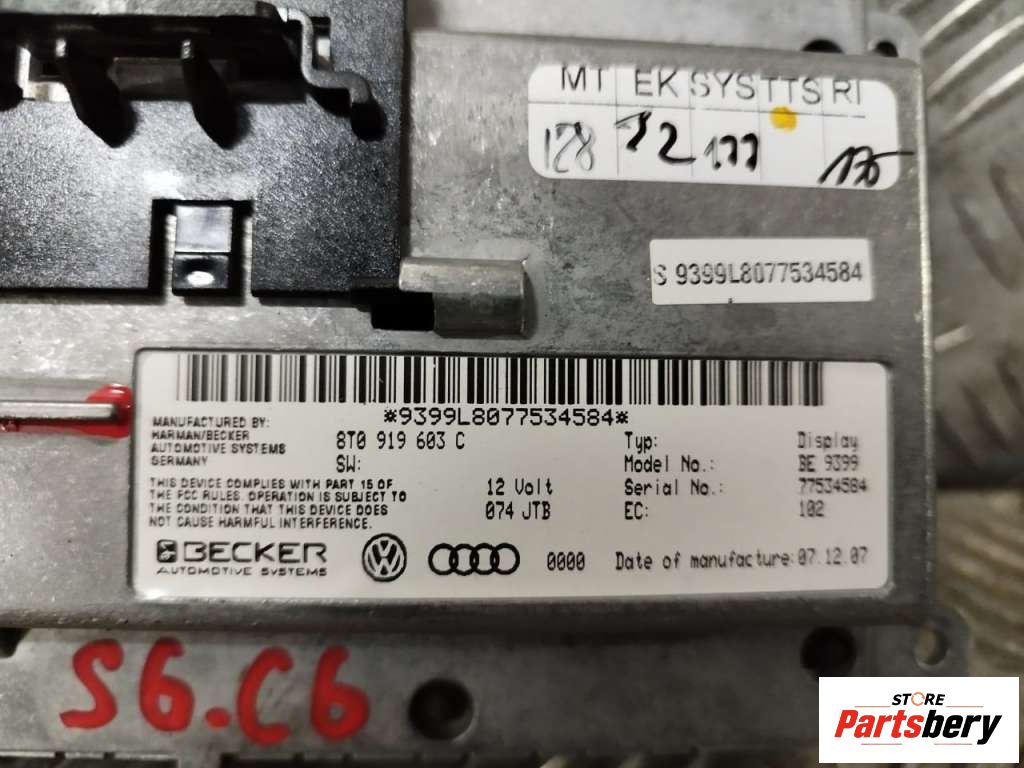 MT EK SYS TTS RI
128 12 177 175
S 9399L8077534584
*9399L8077534584*
MANUFACTURED BY:
HARMAN/BECKER
AUTOMOTIVE SYSTEMS
GERMANY
8T0 919 603 C
SW:
Typ: Display
Model No.: BE 9399
THIS DEVICE COMPLIES WITH PART 15 OF
THE FCC RULES. OPERATION IS SUBJECT TO
THE CONDITION THAT THIS DEVICE DOES
NOT CAUSE HARMFUL INTERFERENCE.
12 Volt
074 JTB
Serial No.: 77534584
EC: 102
BECKER
AUTOMOTIVE SYSTEMS
0000
Date of manufacture: 07.12.07
S6.C6
STORE
Partsbery